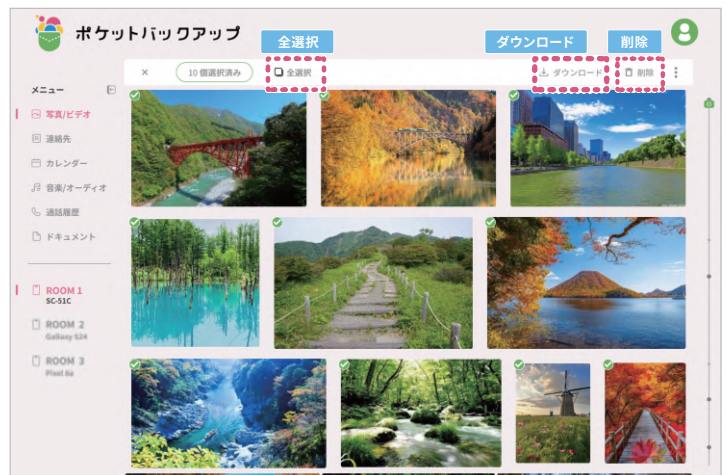 ポケットバックアップ
全選択
ダウンロード
削除
メニュー
10 個選択済み
全選択
ダウンロード
削除
写真/ビデオ
連絡先
カレンダー
音楽/オーディオ
通話履歴
ドキュメント
ROOM 1
SC-51C
ROOM 2
Galaxy S24
ROOM 3
Pixel 8a